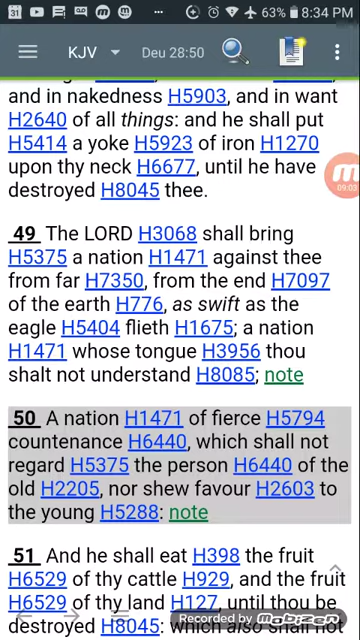 31 63% 8:34 PM
KJV Deu 28:50
and in nakedness H5903, and in want
H2640 of all things: and he shall put
H5414 a yoke H5923 of iron H1270
upon thy neck H6677, until he have
destroyed H8045 thee.
49 The LORD H3068 shall bring
H5375 a nation H1471 against thee
from far H7350, from the end H7097
of the earth H776, as swift as the
eagle H5404 flieth H1675; a nation
H1471 whose tongue H3956 thou
shalt not understand H8085; note
50 A nation H1471 of fierce H5794
countenance H6440, which shall not
regard H5375 the person H6440 of the
old H2205, nor shew favour H2603 to
the young H5288: note
51 And he shall eat H398 the fruit
H6529 of thy cattle H929, and the fruit
H6529 of thy land H127, until thou be
destroyed H8045: which also shall not
09:03
Recorded by mobizen